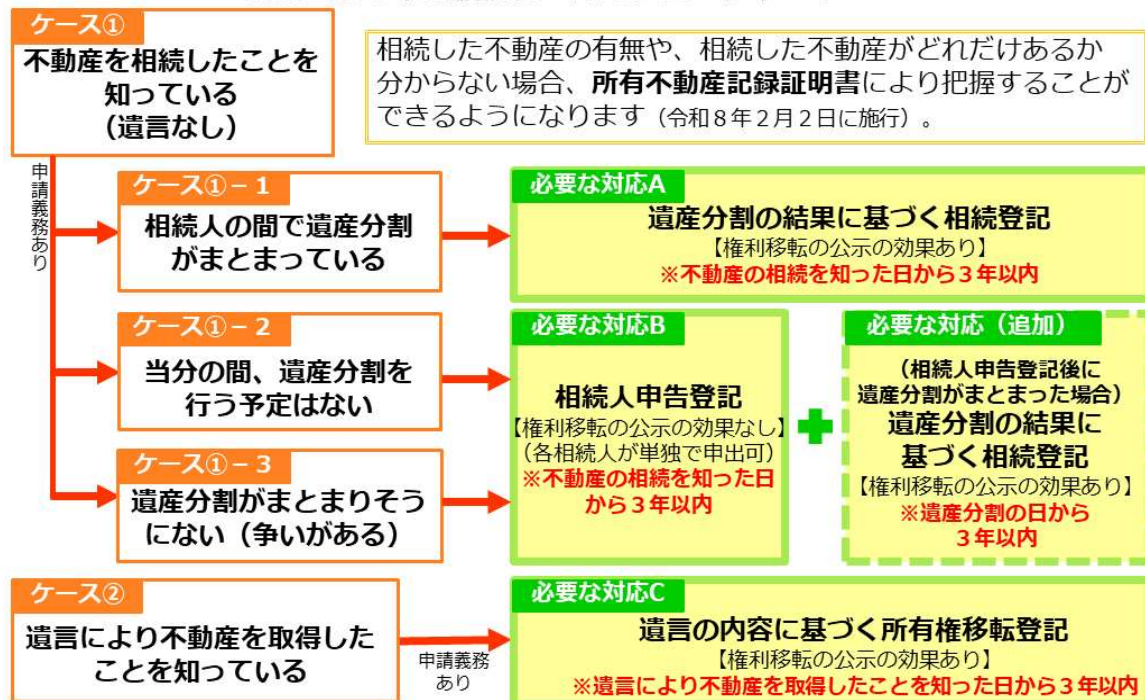 ケース①
不動産を相続したことを
知っている
（遺言なし）
相続した不動産の有無や、相続した不動産がどれだけあるか
分からない場合、所有不動産記録証明書により把握することが
できるようになります（令和８年２月２日に施行）。
申請義務あり
ケース①－１
相続人の間で遺産分割
がまとまっている
必要な対応A
遺産分割の結果に基づく相続登記
【権利移転の公示の効果あり】
※不動産の相続を知った日から３年以内
ケース①－２
当分の間、遺産分割を
行う予定はない
ケース①－３
遺産分割がまとまりそう
にない（争いがある）
必要な対応B
相続人申告登記
【権利移転の公示の効果なし】
（各相続人が単独で申出可）
※不動産の相続を知った日
から３年以内
必要な対応（追加）
（相続人申告登記後に
遺産分割がまとまった場合）
遺産分割の結果に
基づく相続登記
【権利移転の公示の効果あり】
※遺産分割の日から
３年以内
ケース②
遺言により不動産を取得した
ことを知っている
申請義務
あり
必要な対応C
遺言の内容に基づく所有権移転登記
【権利移転の公示の効果あり】
※遺言により不動産を取得したことを知った日から３年以内